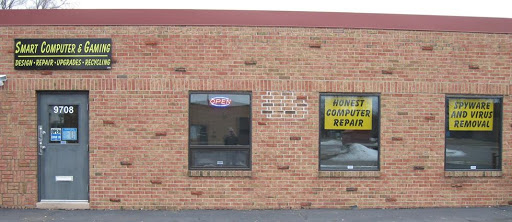 SMART COMPUTER & GAMING
DESIGN · REPAIR · UPGRADES · RECYCLING
9708
OPEN
HONEST
COMPUTER
REPAIR
SPYWARE
AND VIRUS
REMOVAL